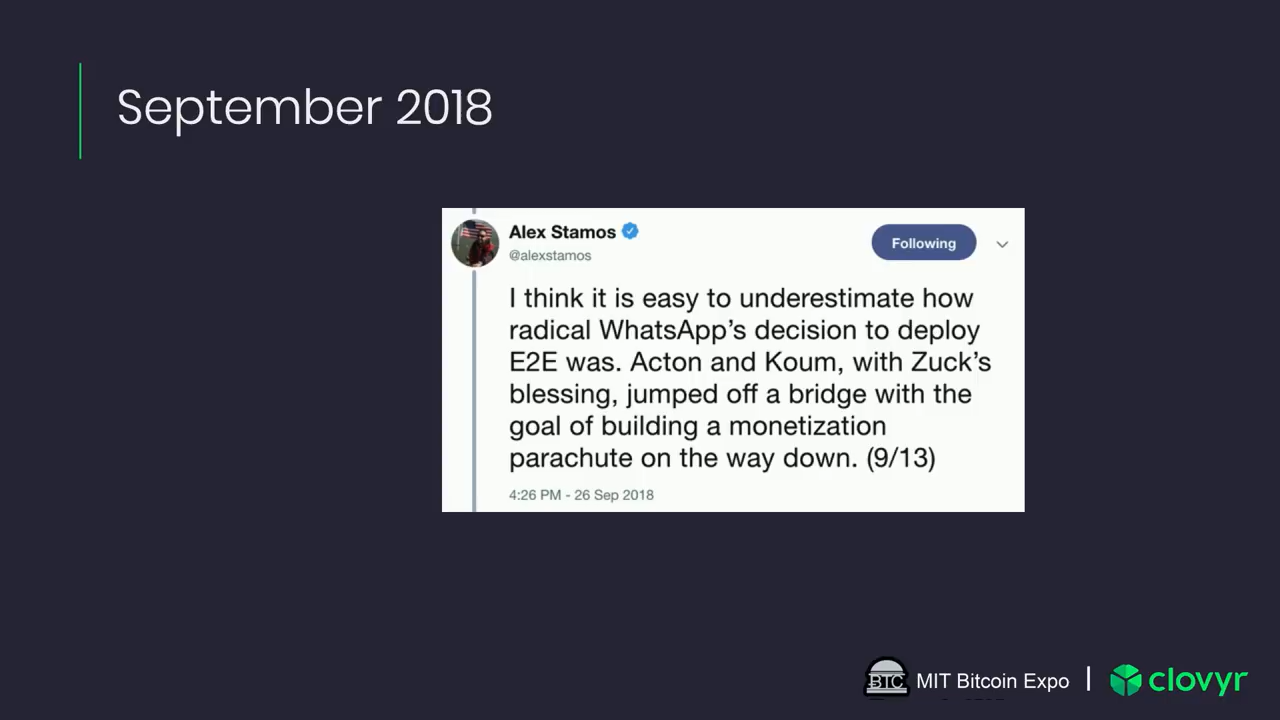 September 2018
Alex Stamos
Following
@alexstamos
I think it is easy to underestimate how
radical WhatsApp’s decision to deploy
E2E was. Acton and Koum, with Zuck’s
blessing, jumped off a bridge with the
goal of building a monetization
parachute on the way down. (9/13)
4:26 PM - 26 Sep 2018
BTC
MIT Bitcoin Expo
clovyr